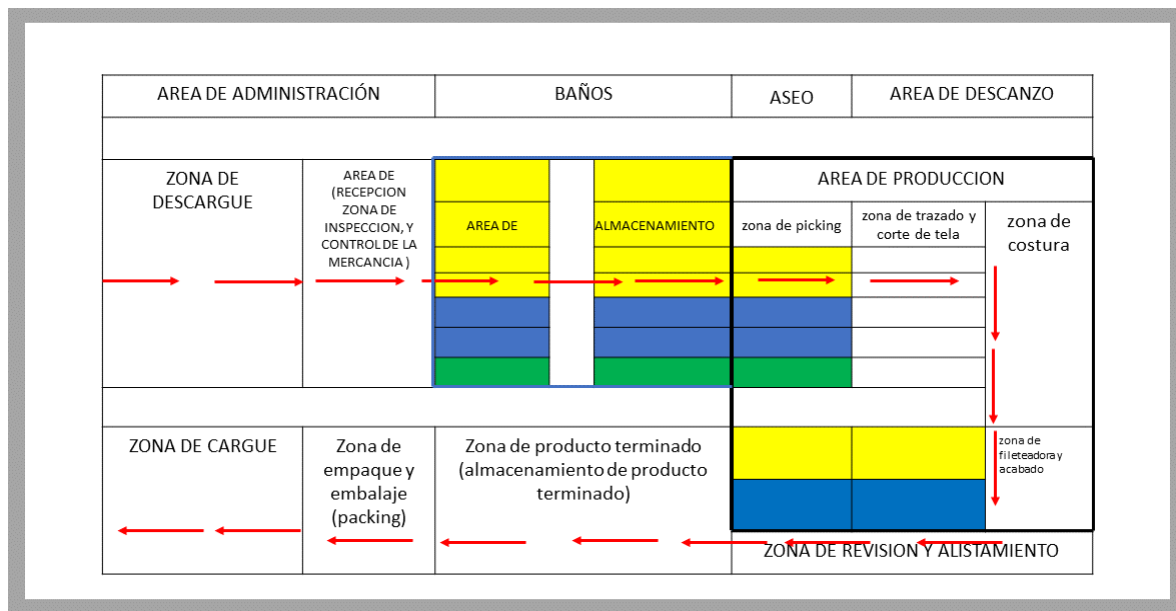 AREA DE ADMINISTRACIÓN
BAÑOS
ASEO
AREA DE DESCANZO
ZONA DE
DESCARGUE
AREA DE
(RECEPCION
ZONA DE
INSPECCION, Y
CONTROL DE LA
MERCANCIA )
AREA DE
ALMACENAMIENTO
AREA DE PRODUCCION
zona de picking
zona de trazado y
corte de tela
zona de
costura
ZONA DE CARGUE
Zona de
empaque y
embalaje
(packing)
Zona de producto terminado
(almacenamiento de producto
terminado)
zona de
fileteadora y
acabado
ZONA DE REVISION Y ALISTAMIENTO